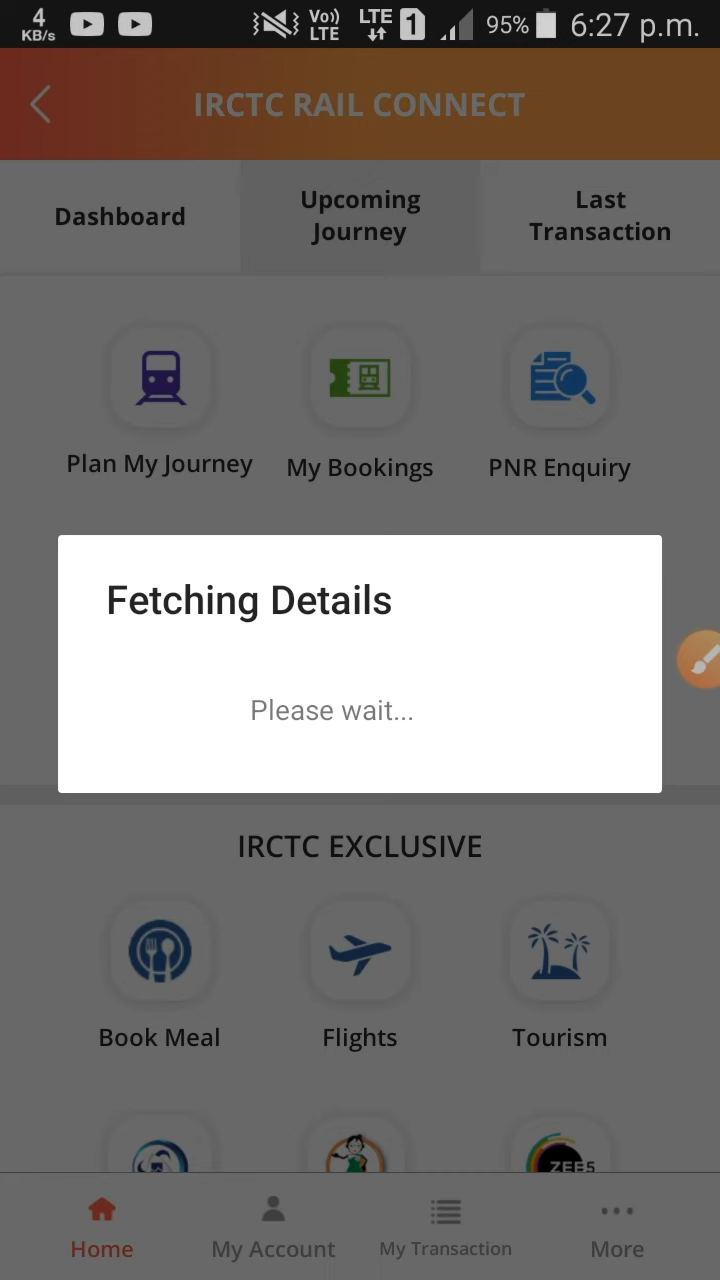 4
KB/s
Vo))
LTE
LTE
1
95%
6:27 p.m.
IRCTC RAIL CONNECT
Dashboard
Upcoming
Journey
Last
Transaction
Plan My Journey
My Bookings
PNR Enquiry
Fetching Details
Please wait...
IRCTC EXCLUSIVE
Book Meal
Flights
Tourism
ZEE5
Home
My Account
My Transaction
More